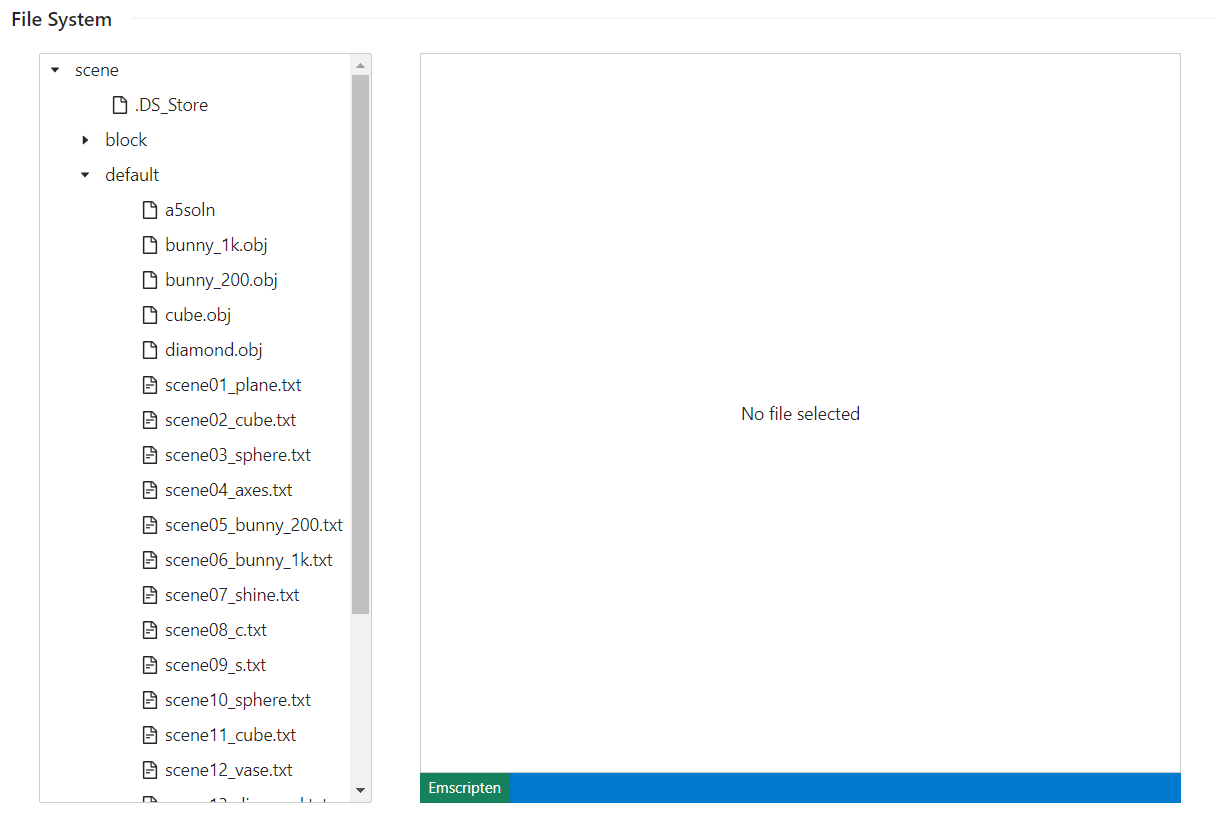 File System
scene
.DS_Store
block
default
a5soln
bunny_1k.obj
bunny_200.obj
cube.obj
diamond.obj
scene01_plane.txt
scene02_cube.txt
scene03_sphere.txt
scene04_axes.txt
scene05_bunny_200.txt
scene06_bunny_1k.txt
scene07_shine.txt
scene08_c.txt
scene09_s.txt
scene10_sphere.txt
scene11_cube.txt
scene12_vase.txt
No file selected
Emscripten